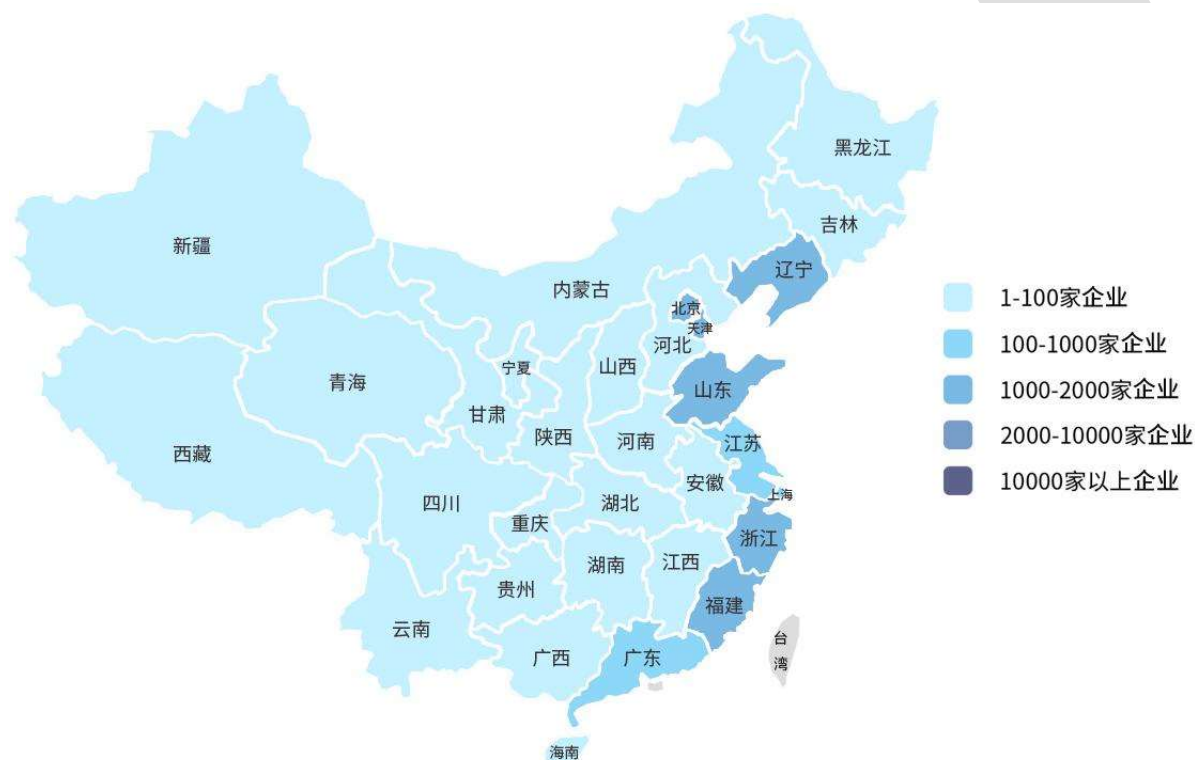 黑龙江
吉林
新疆
辽宁
内蒙古
北京
天津
河北
宁夏
山西
青海
山东
甘肃
陕西
河南
江苏
西藏
安徽
上海
四川
湖北
重庆
浙江
湖南
江西
贵州
福建
云南
广西
广东
台
湾
海南
1-100家企业
100-1000家企业
1000-2000家企业
2000-10000家企业
10000家以上企业